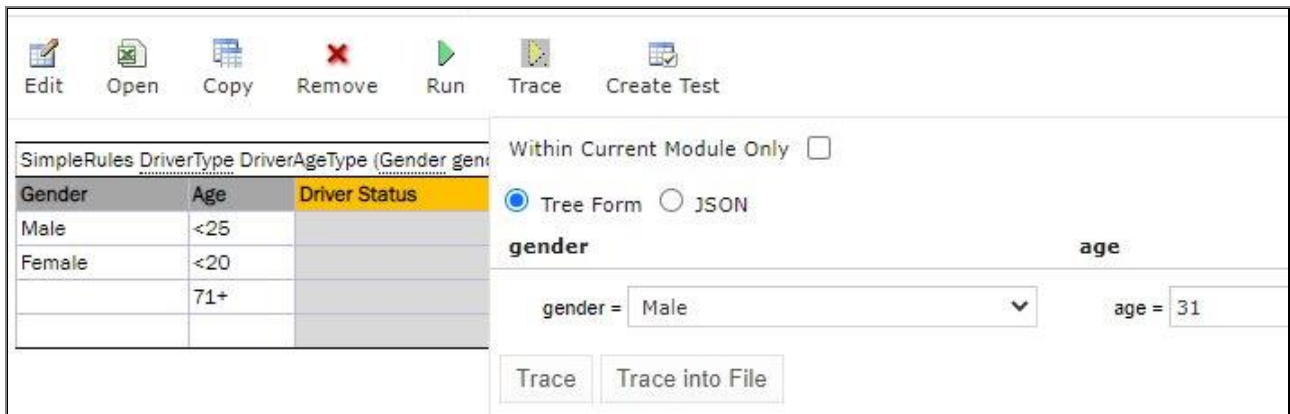 Edit Open Copy Remove Run Trace Create Test
Within Current Module Only
SimpleRules DriverType DriverAgeType (Gender gen
Gender Age Driver Status
Tree Form JSON
Male <25
gender age
Female <20
71+
gender = Male age = 31
Trace Trace into File